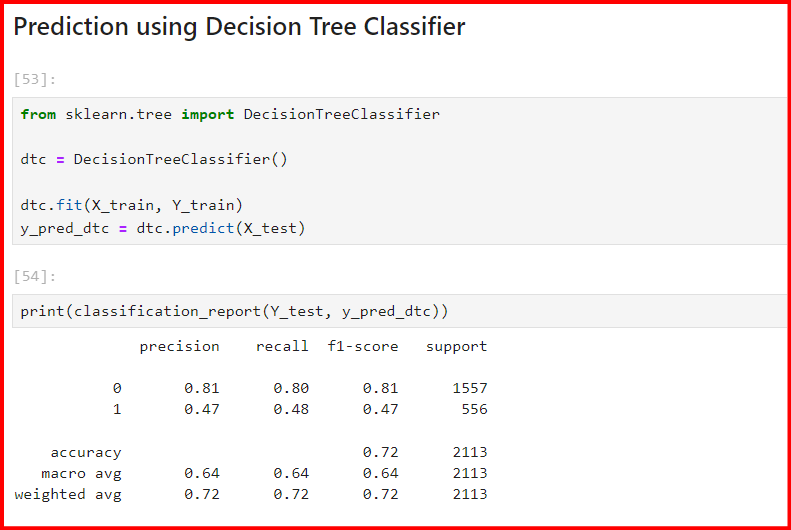 Prediction using Decision Tree Classifier
[53]:
from sklearn.tree import DecisionTreeClassifier
dtc = DecisionTreeClassifier()
dtc.fit(X_train, Y_train)
y_pred_dtc = dtc.predict(X_test)
[54]:
print(classification_report(Y_test, y_pred_dtc))
precision recall f1-score support
0 0.81 0.80 0.81 1557
1 0.47 0.48 0.47 556
accuracy 0.72 2113
macro avg 0.64 0.64 0.64 2113
weighted avg 0.72 0.72 0.72 2113